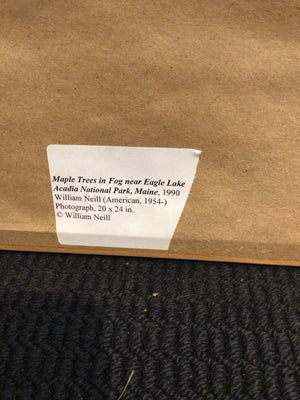 Maple Trees in Fog near Eagle Lake
Acadia National Park, Maine, 1990
William Neill (American, 1954-)
Photograph, 20 x 24 in.
© William Neill